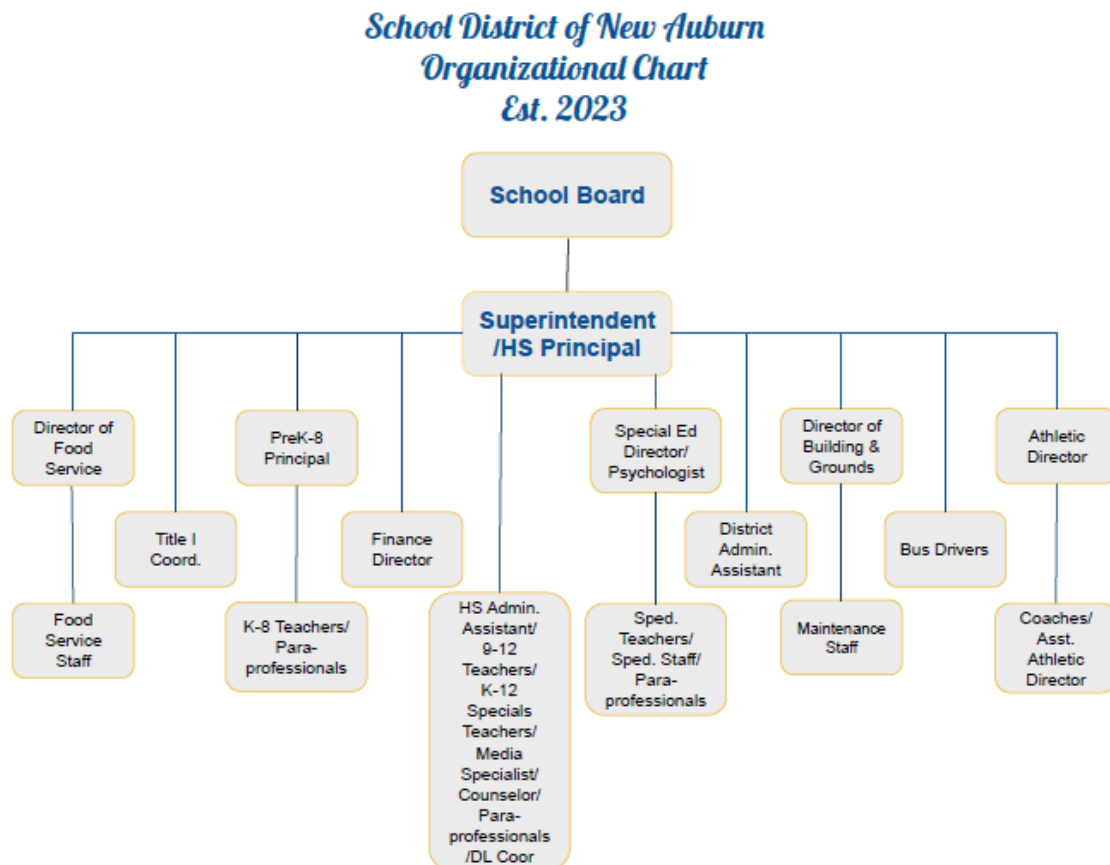 School District of New Auburn
Organizational Chart
Est. 2023
School Board
Superintendent
/HS Principal
Director of
Food
Service
PreK-8
Principal
Special Ed
Director/
Psychologist
Director of
Building &
Grounds
Athletic
Director
Title I
Coord.
Finance
Director
District
Admin.
Assistant
Bus Drivers
Food
Service
Staff
K-8 Teachers/
Para-
professionals
HS Admin.
Assistant/
9-12
Teachers/
K-12
Specials
Teachers/
Media
Specialist/
Counselor/
Para-
professionals
/DL Coor
Sped.
Teachers/
Sped. Staff/
Para-
professionals
Maintenance
Staff
Coaches/
Asst.
Athletic
Director